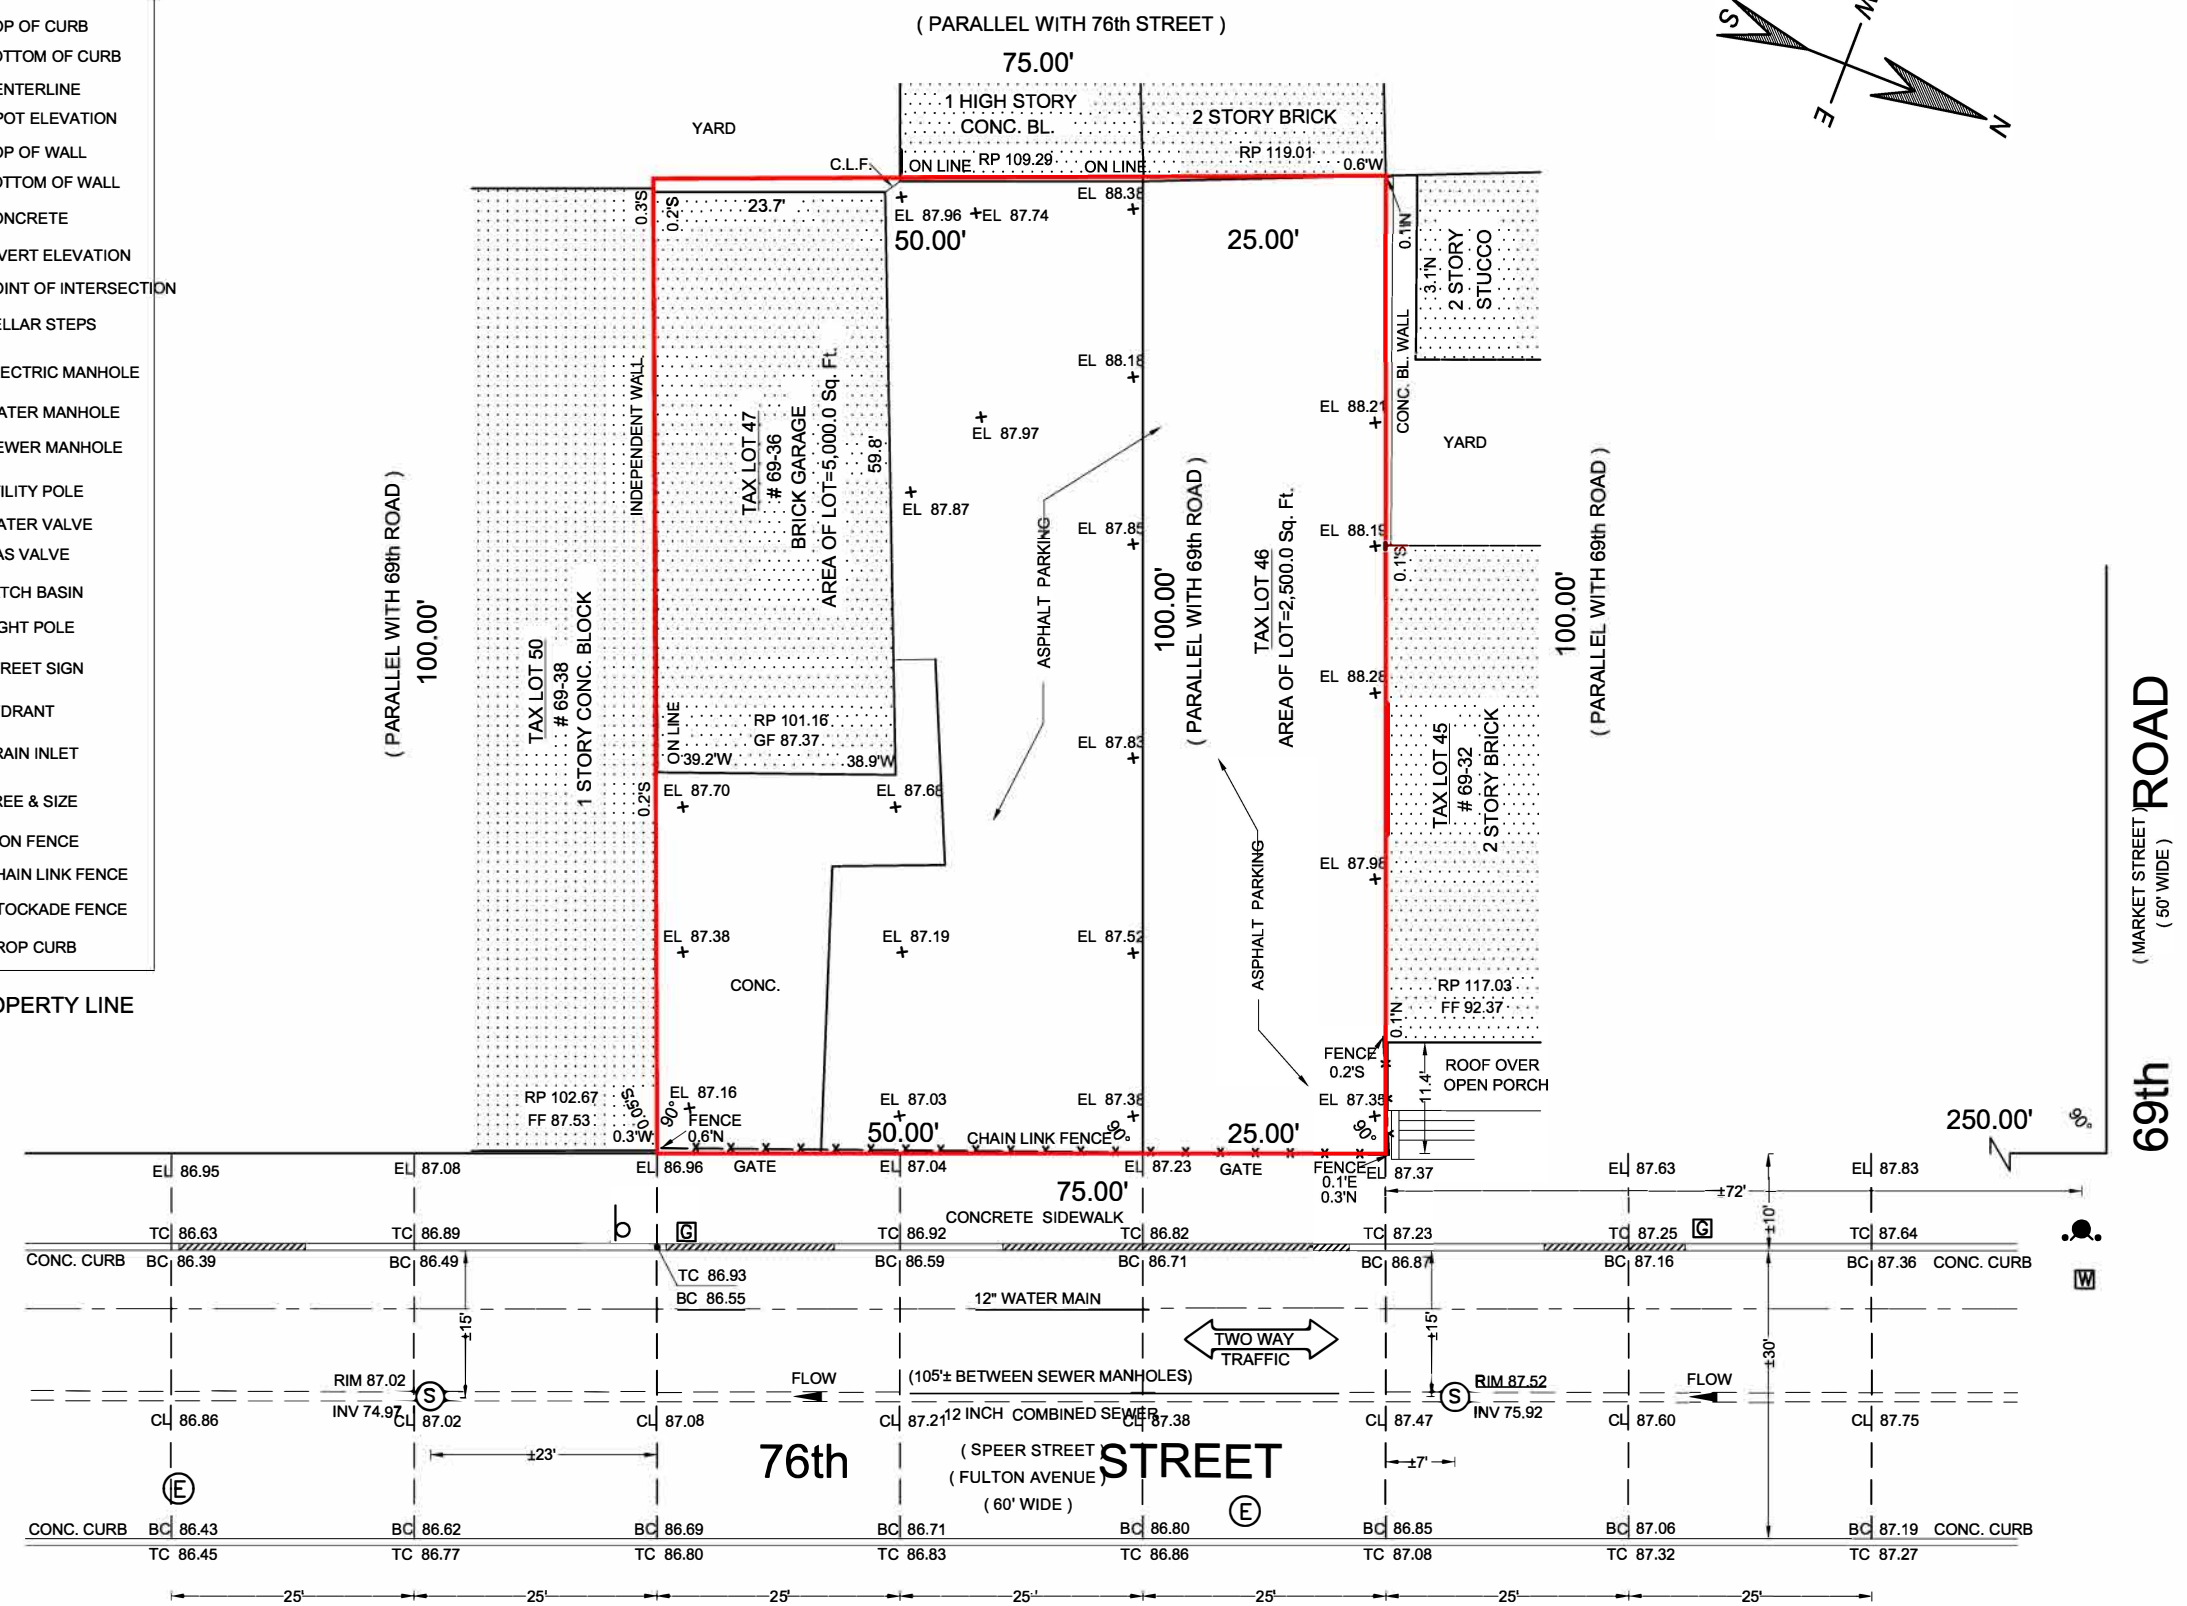 OP OF CURB
OTTOM OF CURB
ENTERLINE
POT ELEVATION
OP OF WALL
OTTOM OF WALL
ONCRETE
VERT ELEVATION
OINT OF INTERSECTION
ELLAR STEPS
ECTRIC MANHOLE
ATER MANHOLE
EWER MANHOLE
TILITY POLE
ATER VALVE
AS VALVE
TCH BASIN
GHT POLE
TREET SIGN
YDRANT
RAIN INLET
REE & SIZE
ON FENCE
HAIN LINK FENCE
TOCKADE FENCE
ROP CURB
OPERTY LINE
( PARALLEL WITH 76th STREET )
75.00'
S W
E N
YARD
1 HIGH STORY
CONC. BL.
2 STORY BRICK
C.L.F.
ON LINE
RP 109.29
ON LINE
RP 119.01
0.6'W
0.3'S
0.2'S
23.7'
EL 87.96
EL 87.74
EL 88.38
50.00'
25.00'
0.1'N
3.1'N
2 STORY
STUCCO
INDEPENDENT WALL
TAX LOT 47
# 69-36
BRICK GARAGE
AREA OF LOT=5,000.0 Sq. Ft.
59.8'
EL 88.18
EL 87.97
EL 87.87
EL 87.85
EL 88.21
EL 88.19
CONC. BL. WALL
YARD
0.1'S
( PARALLEL WITH 69th ROAD )
100.00'
TAX LOT 50
# 69-38
1 STORY CONC. BLOCK
ASPHALT PARKING
100.00'
( PARALLEL WITH 69th ROAD )
TAX LOT 46
AREA OF LOT=2,500.0 Sq. Ft.
100.00'
( PARALLEL WITH 69th ROAD )
EL 88.28
ON LINE
RP 101.16
GF 87.37
39.2'W
38.9'W
EL 87.83
TAX LOT 45
# 69-32
2 STORY BRICK
0.2'S
EL 87.70
EL 87.68
ASPHALT PARKING
EL 87.98
EL 87.38
EL 87.19
EL 87.52
CONC.
RP 117.03
FF 92.37
0.1'N
FENCE
0.2'S
ROOF OVER
OPEN PORCH
11.4'
RP 102.67
FF 87.53
0.05'S
0.3'W
90°
EL 87.16
FENCE
0.6'N
EL 87.03
EL 87.38
EL 87.35
50.00'
CHAIN LINK FENCE
90°
25.00'
90°
250.00'
90°
69th ROAD
( MARKET STREET )
( 50' WIDE )
EL 86.95
EL 87.08
EL 86.96
GATE
EL 87.04
EL 87.23
GATE
FENCE
0.1'E
0.3'N
EL 87.37
EL 87.63
EL 87.83
75.00'
±72'
±10'
CONCRETE SIDEWALK
TC 86.63
TC 86.89
G
TC 86.92
TC 86.82
TC 87.23
TC 87.25
G
TC 87.64
CONC. CURB
BC 86.39
BC 86.49
BC 86.59
BC 86.71
BC 86.87
BC 87.16
BC 87.36
CONC. CURB
W
TC 86.93
BC 86.55
12" WATER MAIN
±15'
±15'
±30'
TWO WAY
TRAFFIC
RIM 87.02
S
INV 74.97
FLOW
(105'± BETWEEN SEWER MANHOLES)
RIM 87.52
S
INV 75.92
FLOW
CL 86.86
CL 87.02
CL 87.08
CL 87.21
12 INCH COMBINED SEWER
CL 87.38
CL 87.47
CL 87.60
CL 87.75
±23'
76th STREET
( SPEER STREET )
( FULTON AVENUE )
( 60' WIDE )
±7'
E
E
CONC. CURB
BC 86.43
BC 86.62
BC 86.69
BC 86.71
BC 86.80
BC 86.85
BC 87.06
BC 87.19
CONC. CURB
TC 86.45
TC 86.77
TC 86.80
TC 86.83
TC 86.86
TC 87.08
TC 87.32
TC 87.27
25'
25'
25'
25'
25'
25'
25'